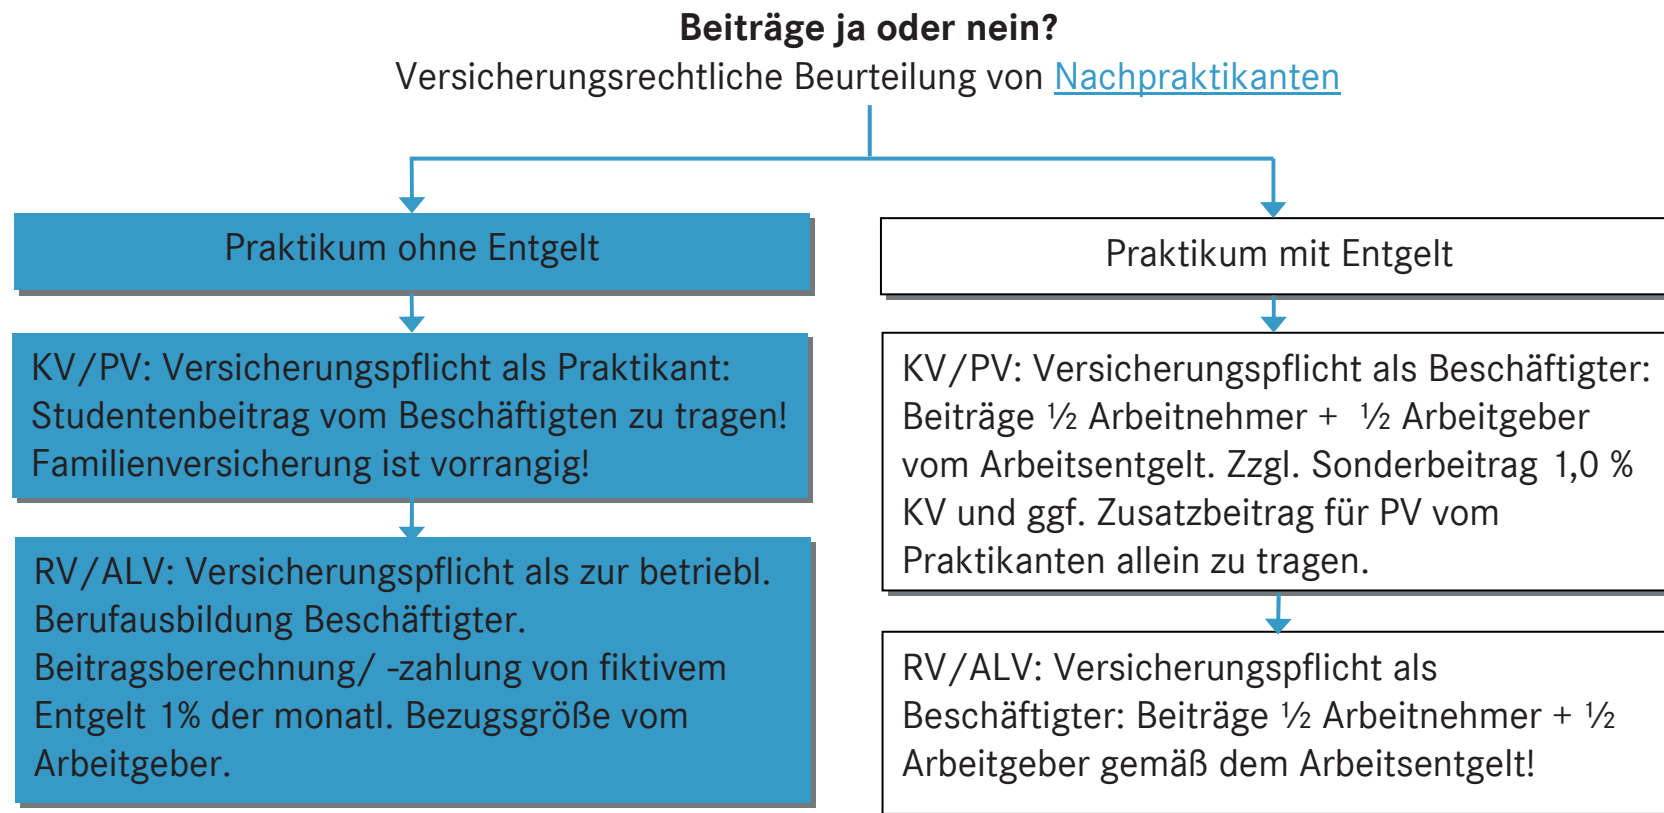 Beiträge ja oder nein?
Versicherungsrechtliche Beurteilung von Nachpraktikanten
Praktikum ohne Entgelt
KV/PV: Versicherungspflicht als Praktikant:
Studentenbeitrag vom Beschäftigten zu tragen!
Familienversicherung ist vorrangig!
RV/ALV: Versicherungspflicht als zur betriebl.
Berufausbildung Beschäftigter.
Beitragsberechnung/ -zahlung von fiktivem
Entgelt 1% der monatl. Bezugsgröße vom
Arbeitgeber.
Praktikum mit Entgelt
KV/PV: Versicherungspflicht als Beschäftigter:
Beiträge ½ Arbeitnehmer + ½ Arbeitgeber
vom Arbeitsentgelt. Zzgl. Sonderbeitrag 1,0 %
KV und ggf. Zusatzbeitrag für PV vom
Praktikanten allein zu tragen.
RV/ALV: Versicherungspflicht als
Beschäftigter: Beiträge ½ Arbeitnehmer + ½
Arbeitgeber gemäß dem Arbeitsentgelt!